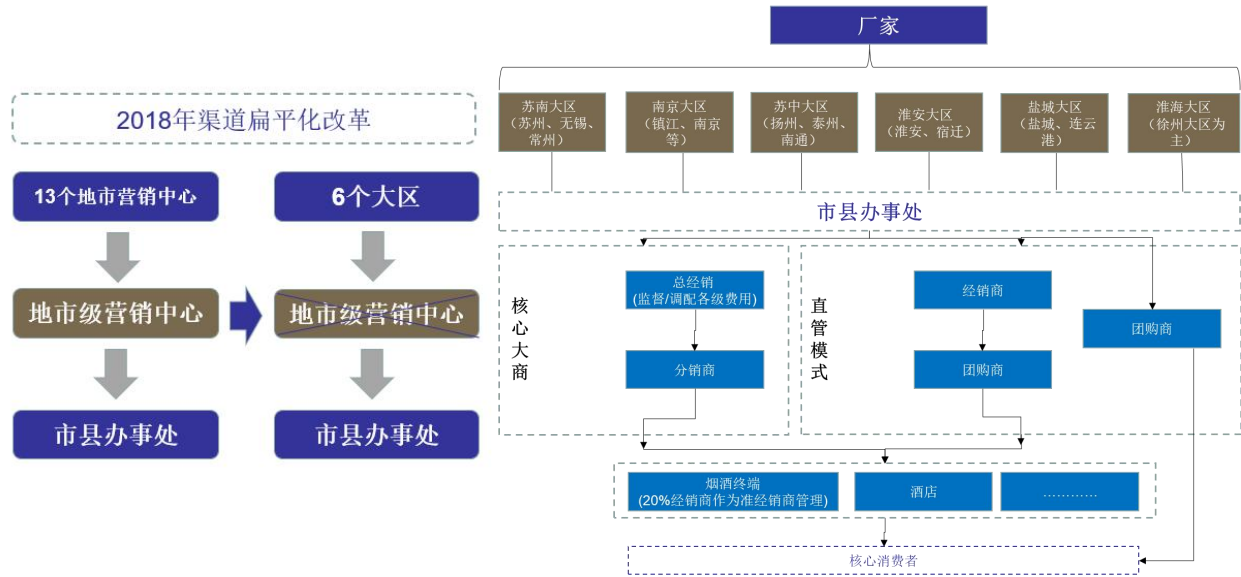 2018年渠道扁平化改革
13个地市营销中心
6个大区
地市级营销中心
地市级营销中心
市县办事处
市县办事处
厂家
苏南大区
（苏州、无锡、
常州）
南京大区
（镇江、南京
等）
苏中大区
（扬州、泰州、
南通）
淮安大区
（淮安、宿迁）
盐城大区
（盐城、连云
港）
淮海大区
（徐州大区为
主）
市县办事处
核心大商
总经销
(监督/调配各级费用)
分销商
直管模式
经销商
团购商
团购商
烟酒终端
(20%经销商作为准经销商管理)
酒店
…………
核心消费者